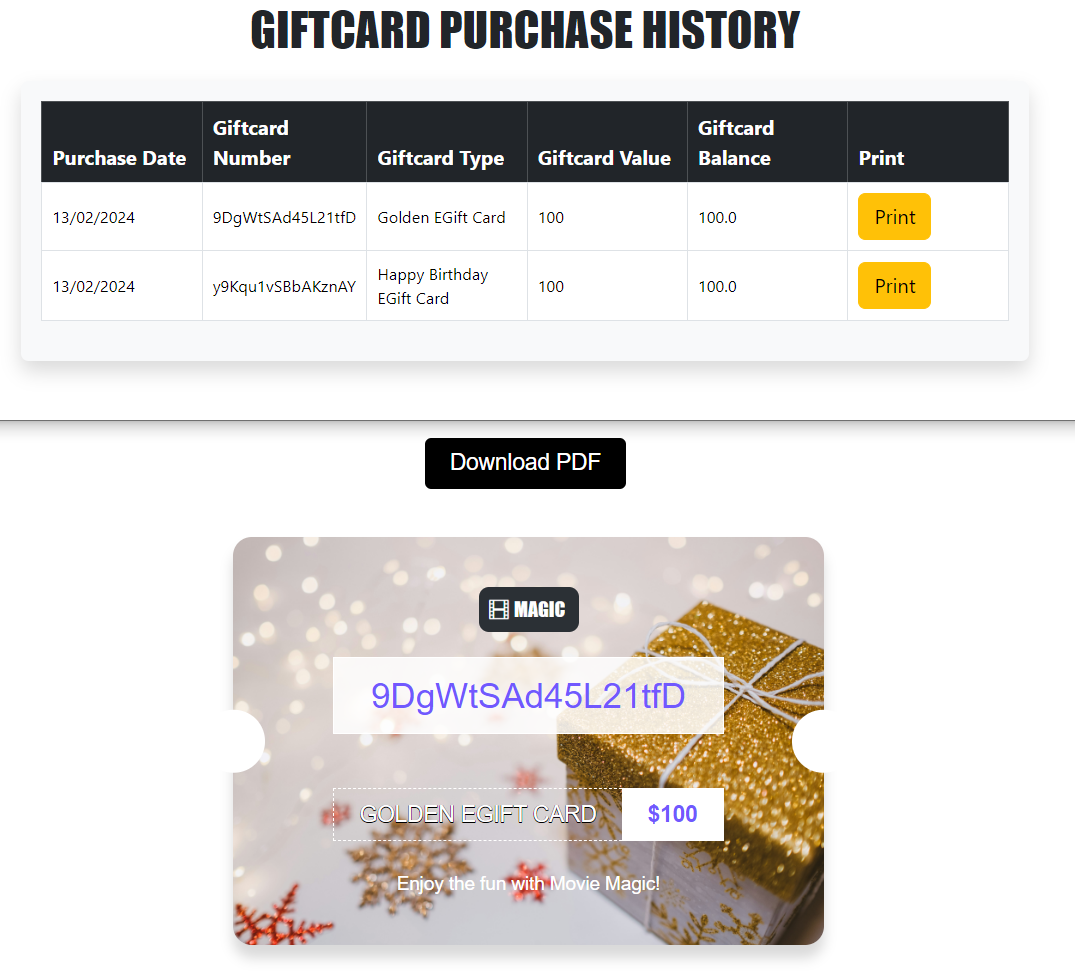 GIFTCARD PURCHASE HISTORY
Purchase Date Giftcard Number Giftcard Type Giftcard Value Giftcard Balance Print
13/02/2024 9DgWtSAd45L21tfD Golden EGift Card 100 100.0 Print
13/02/2024 y9Kqu1vSBbAKznAY Happy Birthday EGift Card 100 100.0 Print
Download PDF
MAGIC
9DgWtSAd45L21tfD
GOLDEN EGIFT CARD $100
Enjoy the fun with Movie Magic!